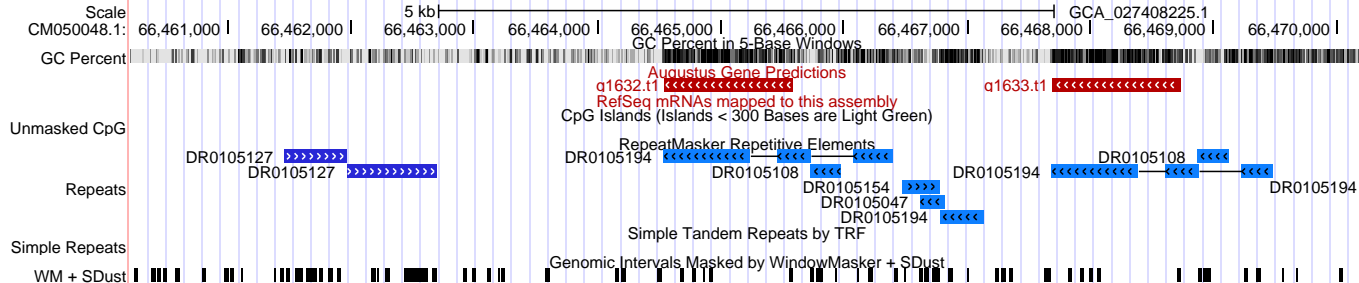 Scale 5 kb GCA_027408225.1
CM050048.1: 66,461,000 66,462,000 66,463,000 66,464,000 66,465,000 66,466,000 66,467,000 66,468,000 66,469,000 66,470,000
GC Percent in 5-Base Windows
GC Percent
Augustus Gene Predictions
g1632.t1 g1633.t1
RefSeq mRNAs mapped to this assembly
CpG Islands (Islands < 300 Bases are Light Green)
Unmasked CpG
RepeatMasker Repetitive Elements
DR0105127 DR0105194 DR0105108
DR0105127 DR0105108 DR0105194
Repeats DR0105154 DR0105194
DR0105047
DR0105194
Simple Tandem Repeats by TRF
Simple Repeats
Genomic Intervals Masked by WindowMasker + SDust
WM + SDust